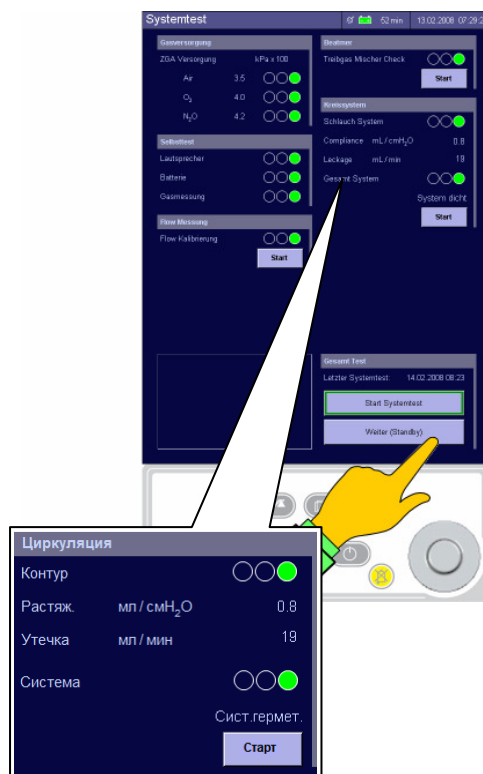 Systemtest 52 min 13.02.2008 07:29:2
Gasversorgung
ZGA Versorgung kPa x 100
Air 3.5
O₂ 4.0
N₂O 4.2
Selbsttest
Lautsprecher
Batterie
Gasmessung
Flow Messung
Flow Kalibrierung
Start
Beatmer
Treibgas Mischer Check
Start
Kreissystem
Schlauch System
Compliance mL/cmH₂O 0.8
Leckage mL/min 19
Gesamt System
System dicht
Start
Gesamt Test
Letzter Systemtest: 14.02.2008 08:23
Start Systemtest
Weiter (Standby)
Циркуляция
Контур
Растяж. мл/смH₂O 0.8
Утечка мл/мин 19
Система
Сист.гермет.
Старт